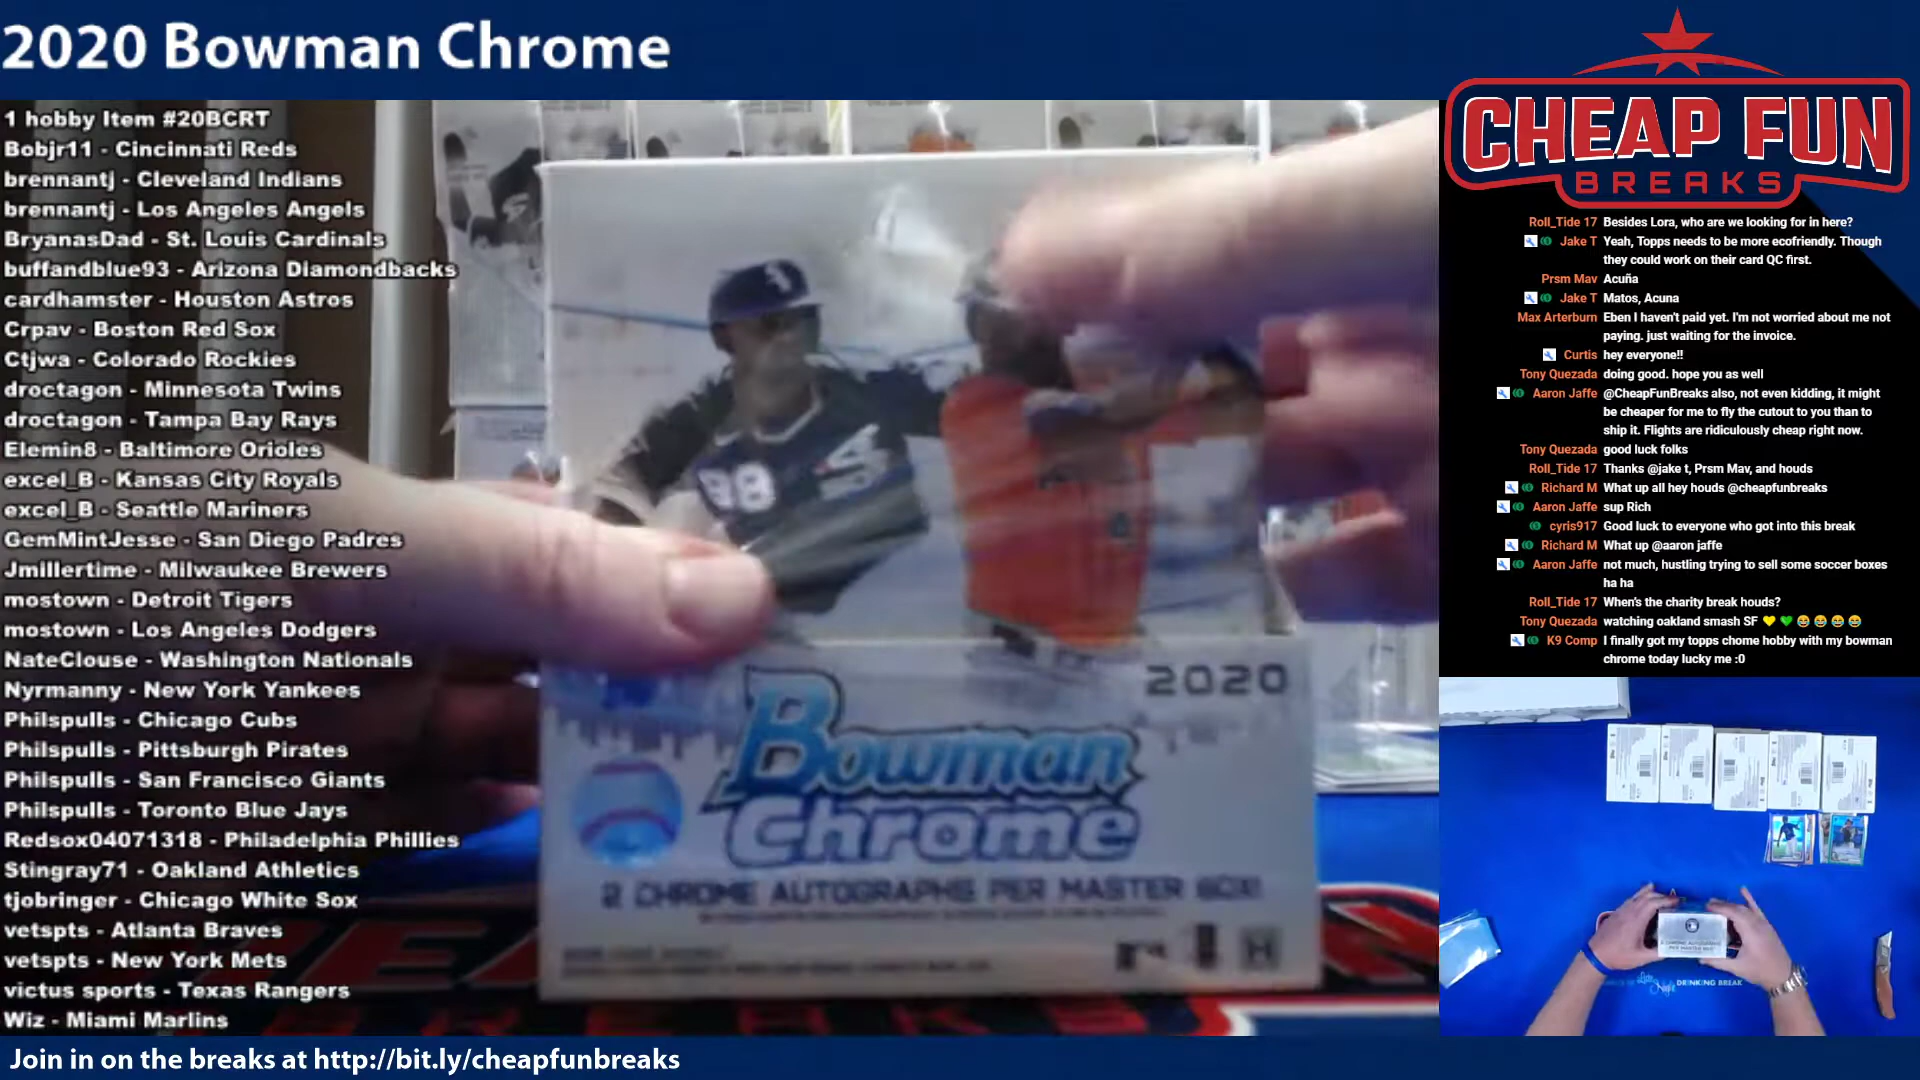 2020 Bowman Chrome
1 hobby Item #20BCRT
Bobjr11 - Cincinnati Reds
brennantj - Cleveland Indians
brennantj - Los Angeles Angels
BryanasDad - St. Louis Cardinals
buffandblue93 - Arizona Diamondbacks
cardhamster - Houston Astros
Crpav - Boston Red Sox
Ctjwa - Colorado Rockies
droctagon - Minnesota Twins
droctagon - Tampa Bay Rays
Elemin8 - Baltimore Orioles
excel_B - Kansas City Royals
excel_B - Seattle Mariners
GemMintJesse - San Diego Padres
Jmillertime - Milwaukee Brewers
mostown - Detroit Tigers
mostown - Los Angeles Dodgers
NateClouse - Washington Nationals
Nyrmanny - New York Yankees
Philspulls - Chicago Cubs
Philspulls - Pittsburgh Pirates
Philspulls - San Francisco Giants
Philspulls - Toronto Blue Jays
Redsox04071318 - Philadelphia Phillies
Stingray71 - Oakland Athletics
tjobringer - Chicago White Sox
vetspts - Atlanta Braves
vetspts - New York Mets
victus sports - Texas Rangers
Wiz - Miami Marlins
Join in on the breaks at http://bit.ly/cheapfunbreaks
98
2020
Bowman
Chrome
2 CHROME AUTOGRAPHS PER MASTER BOX!
CHEAP FUN
BREAKS
Roll_Tide 17 Besides Lora, who are we looking for in here?
Jake T Yeah, Topps needs to be more ecofriendly. Though
they could work on their card QC first.
Prsm Mav Acuña
Jake T Matos, Acuna
Max Arterburn Eben I haven't paid yet. I'm not worried about me not
paying. just waiting for the invoice.
Curtis hey everyone!!
Tony Quezada doing good. hope you as well
Aaron Jaffe @CheapFunBreaks also, not even kidding, it might
be cheaper for me to fly the cutout to you than to
ship it. Flights are ridiculously cheap right now.
Tony Quezada good luck folks
Roll_Tide 17 Thanks @jake t, Prsm Mav, and houds
Richard M What up all hey houds @cheapfunbreaks
Aaron Jaffe sup Rich
cyris917 Good luck to everyone who got into this break
Richard M What up @aaron jaffe
Aaron Jaffe not much, hustling trying to sell some soccer boxes
ha ha
Roll_Tide 17 When's the charity break houds?
Tony Quezada watching oakland smash SF 💛 💚 😂 😂 😂 😂
K9 Comp I finally got my topps chome hobby with my bowman
chrome today lucky me :0
2 CHROME AUTOGRAPHS
PER MASTER BOX!
Late
Night DRINKING BREAK